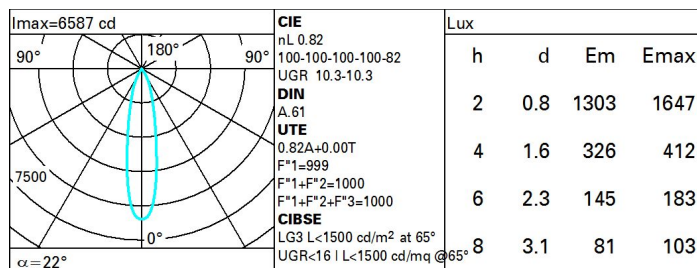 Imax=6587 cd
90° 180° 90°
7500
0°
α=22°
CIE
nL 0.82
100-100-100-100-82
UGR 10.3-10.3
DIN
A.61
UTE
0.82A+0.00T
F"1=999
F"1+F"2=1000
F"1+F"2+F"3=1000
CIBSE
LG3 L<1500 cd/m² at 65°
UGR<16 | L<1500 cd/mq @65°
Lux
h d Em Emax
2 0.8 1303 1647
4 1.6 326 412
6 2.3 145 183
8 3.1 81 103